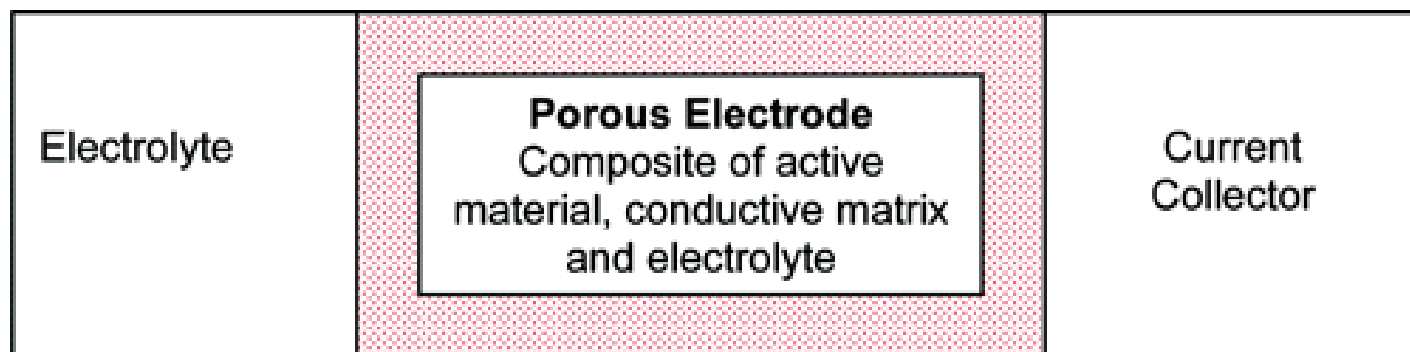 Electrolyte
Porous Electrode
Composite of active
material, conductive matrix
and electrolyte
Current
Collector